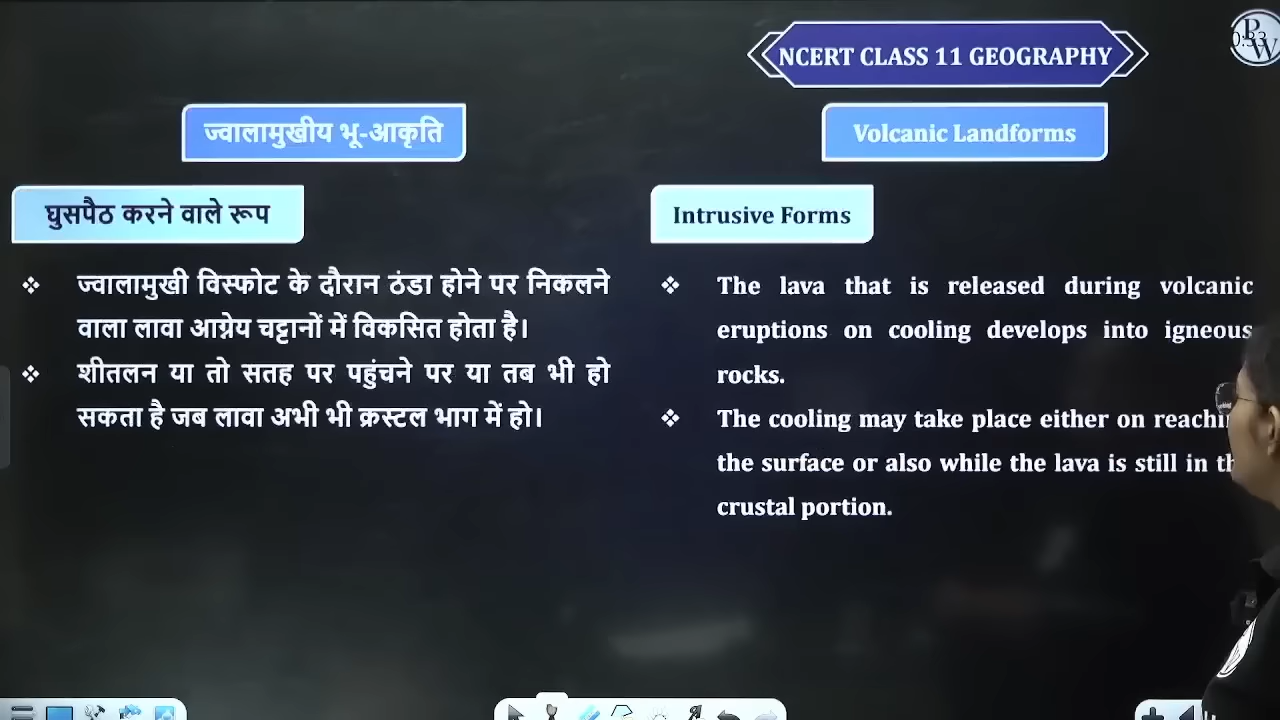 NCERT CLASS 11 GEOGRAPHY
PW
ज्वालामुखीय भू-आकृति
Volcanic Landforms
घुसपैठ करने वाले रूप
Intrusive Forms
❖ ज्वालामुखी विस्फोट के दौरान ठंडा होने पर निकलने
वाला लावा आग्नेय चट्टानों में विकसित होता है।
❖ शीतलन या तो सतह पर पहुंचने पर या तब भी हो
सकता है जब लावा अभी भी क्रस्टल भाग में हो।
❖ The lava that is released during volcanic
eruptions on cooling develops into igneous
rocks.
❖ The cooling may take place either on
the surface or also while the lava is still in
crustal portion.